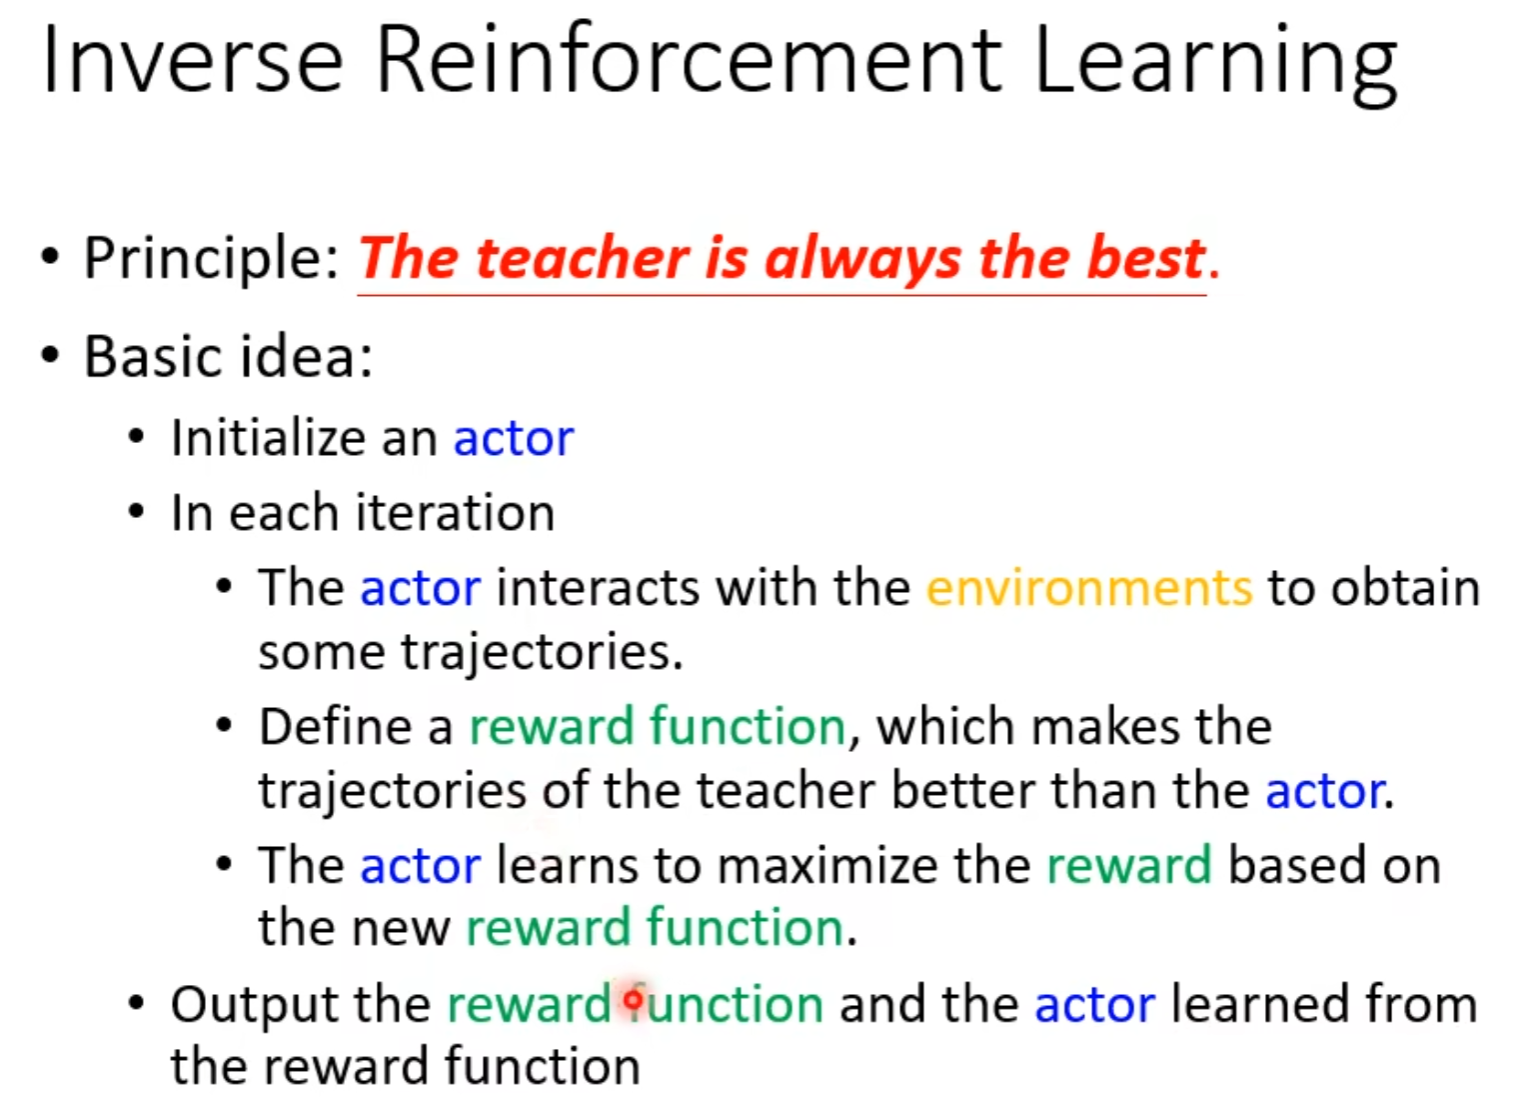 Inverse Reinforcement Learning
• Principle: The teacher is always the best.
• Basic idea:
• Initialize an actor
• In each iteration
• The actor interacts with the environments to obtain
some trajectories.
• Define a reward function, which makes the
trajectories of the teacher better than the actor.
• The actor learns to maximize the reward based on
the new reward function.
• Output the reward function and the actor learned from
the reward function